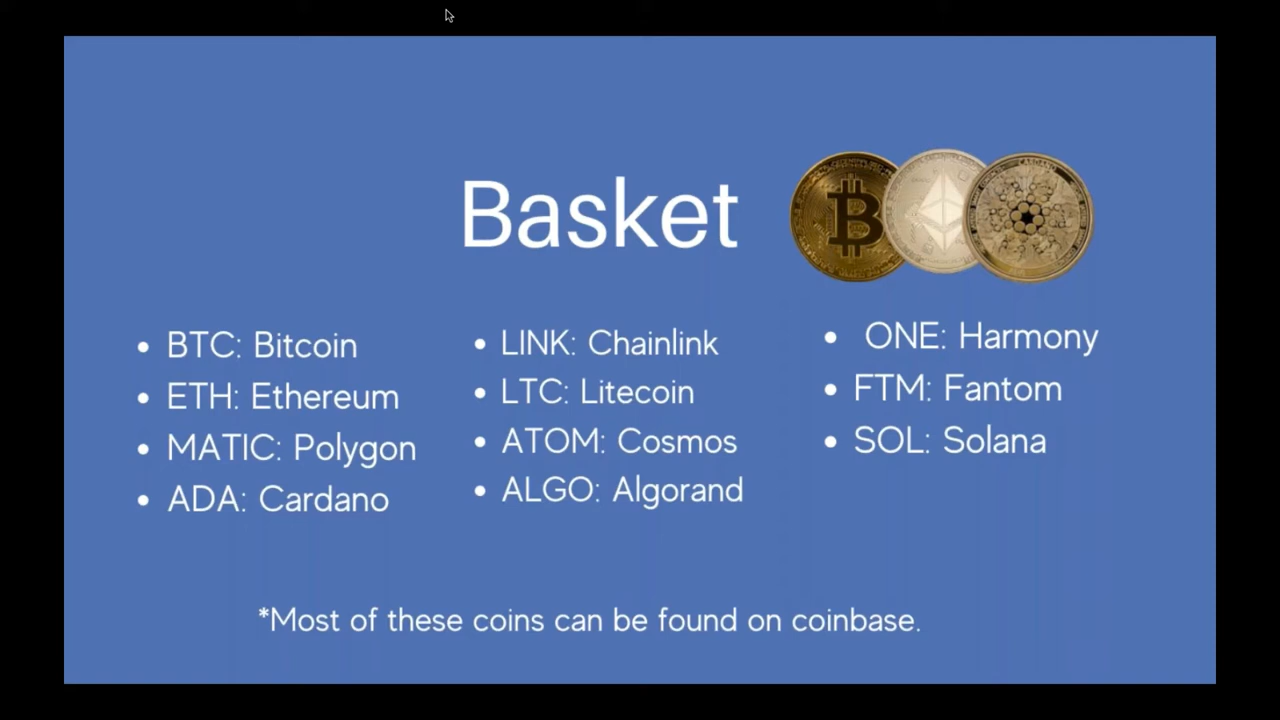 Basket
• BTC: Bitcoin
• ETH: Ethereum
• MATIC: Polygon
• ADA: Cardano
• LINK: Chainlink
• LTC: Litecoin
• ATOM: Cosmos
• ALGO: Algorand
• ONE: Harmony
• FTM: Fantom
• SOL: Solana
*Most of these coins can be found on coinbase.